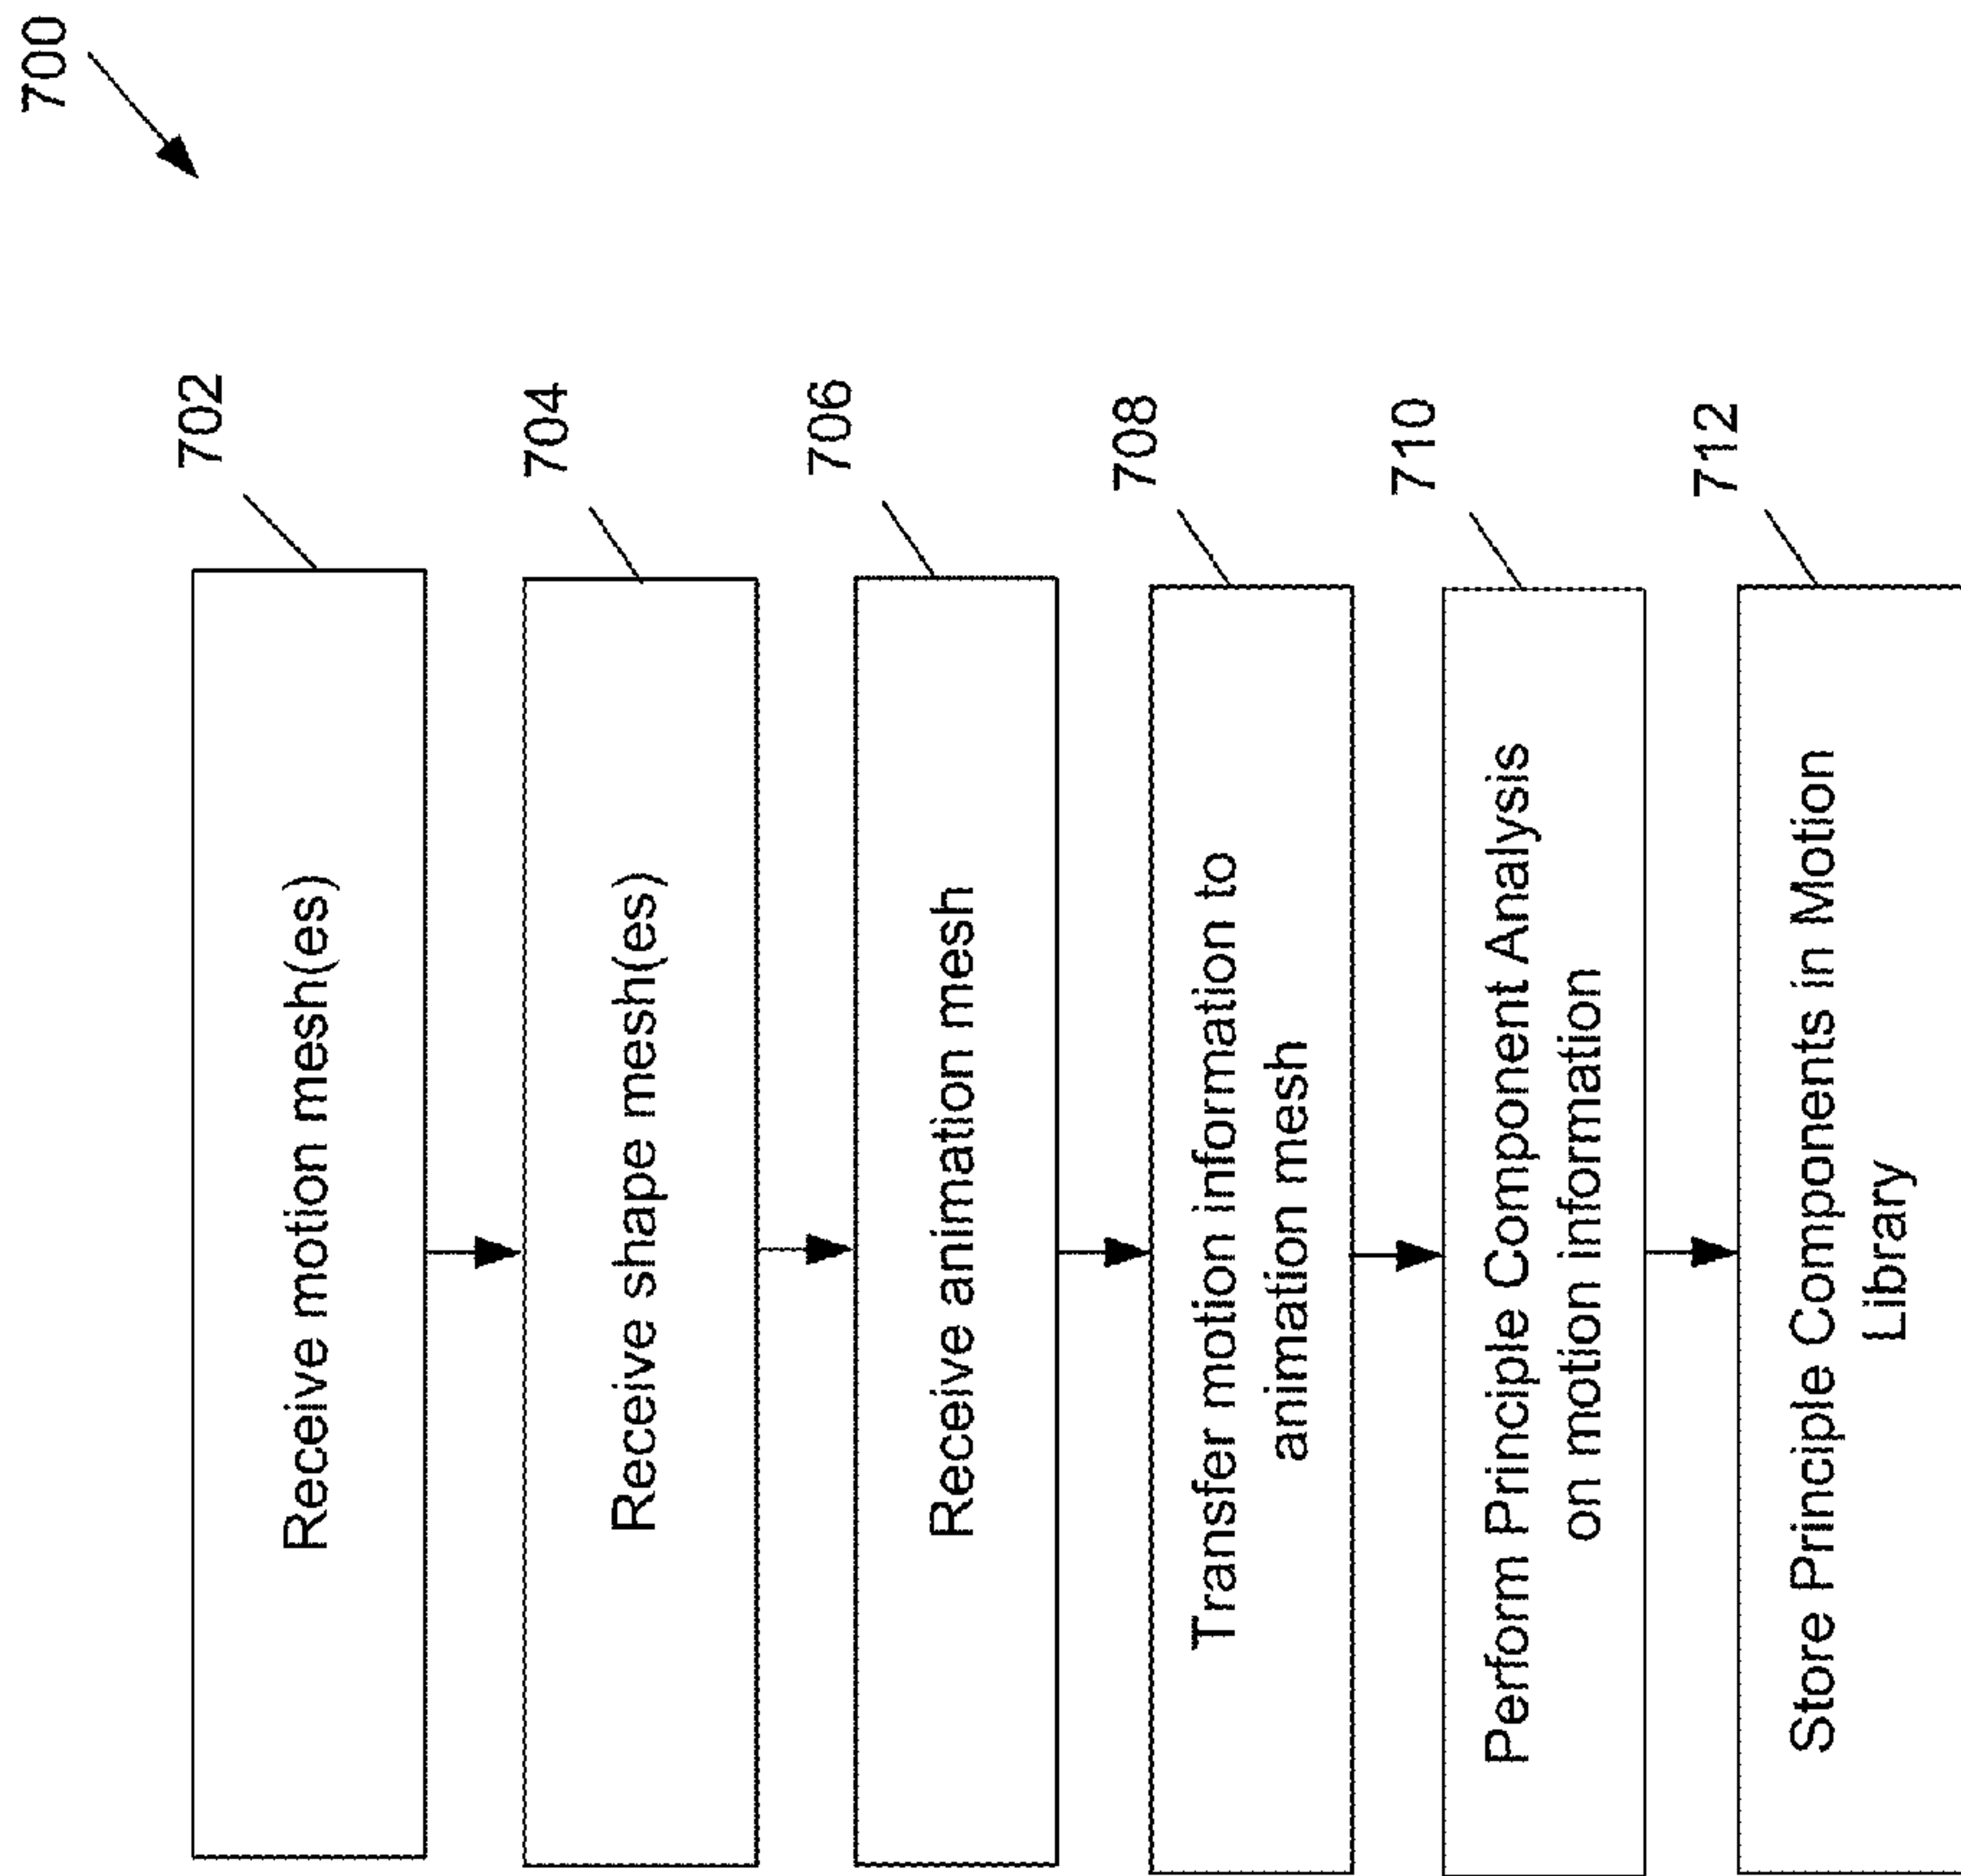 700
702
Receive motion mesh(es)
704
Receive shape mesh(es)
706
Receive animation mesh
708
Transfer motion information to
animation mesh
710
Perform Principle Component Analysis
on motion information
712
Store Principle Components in Motion
Library